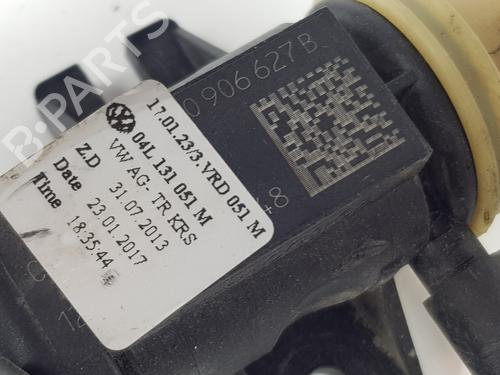 0 906 627 B
17.01.23/3.VRD 051 M
04L 131 051 M
VW AG- TR KRS
Z.D 31.07.2013
Date 23.01.2017
Time 18.35.44
B-PARTS